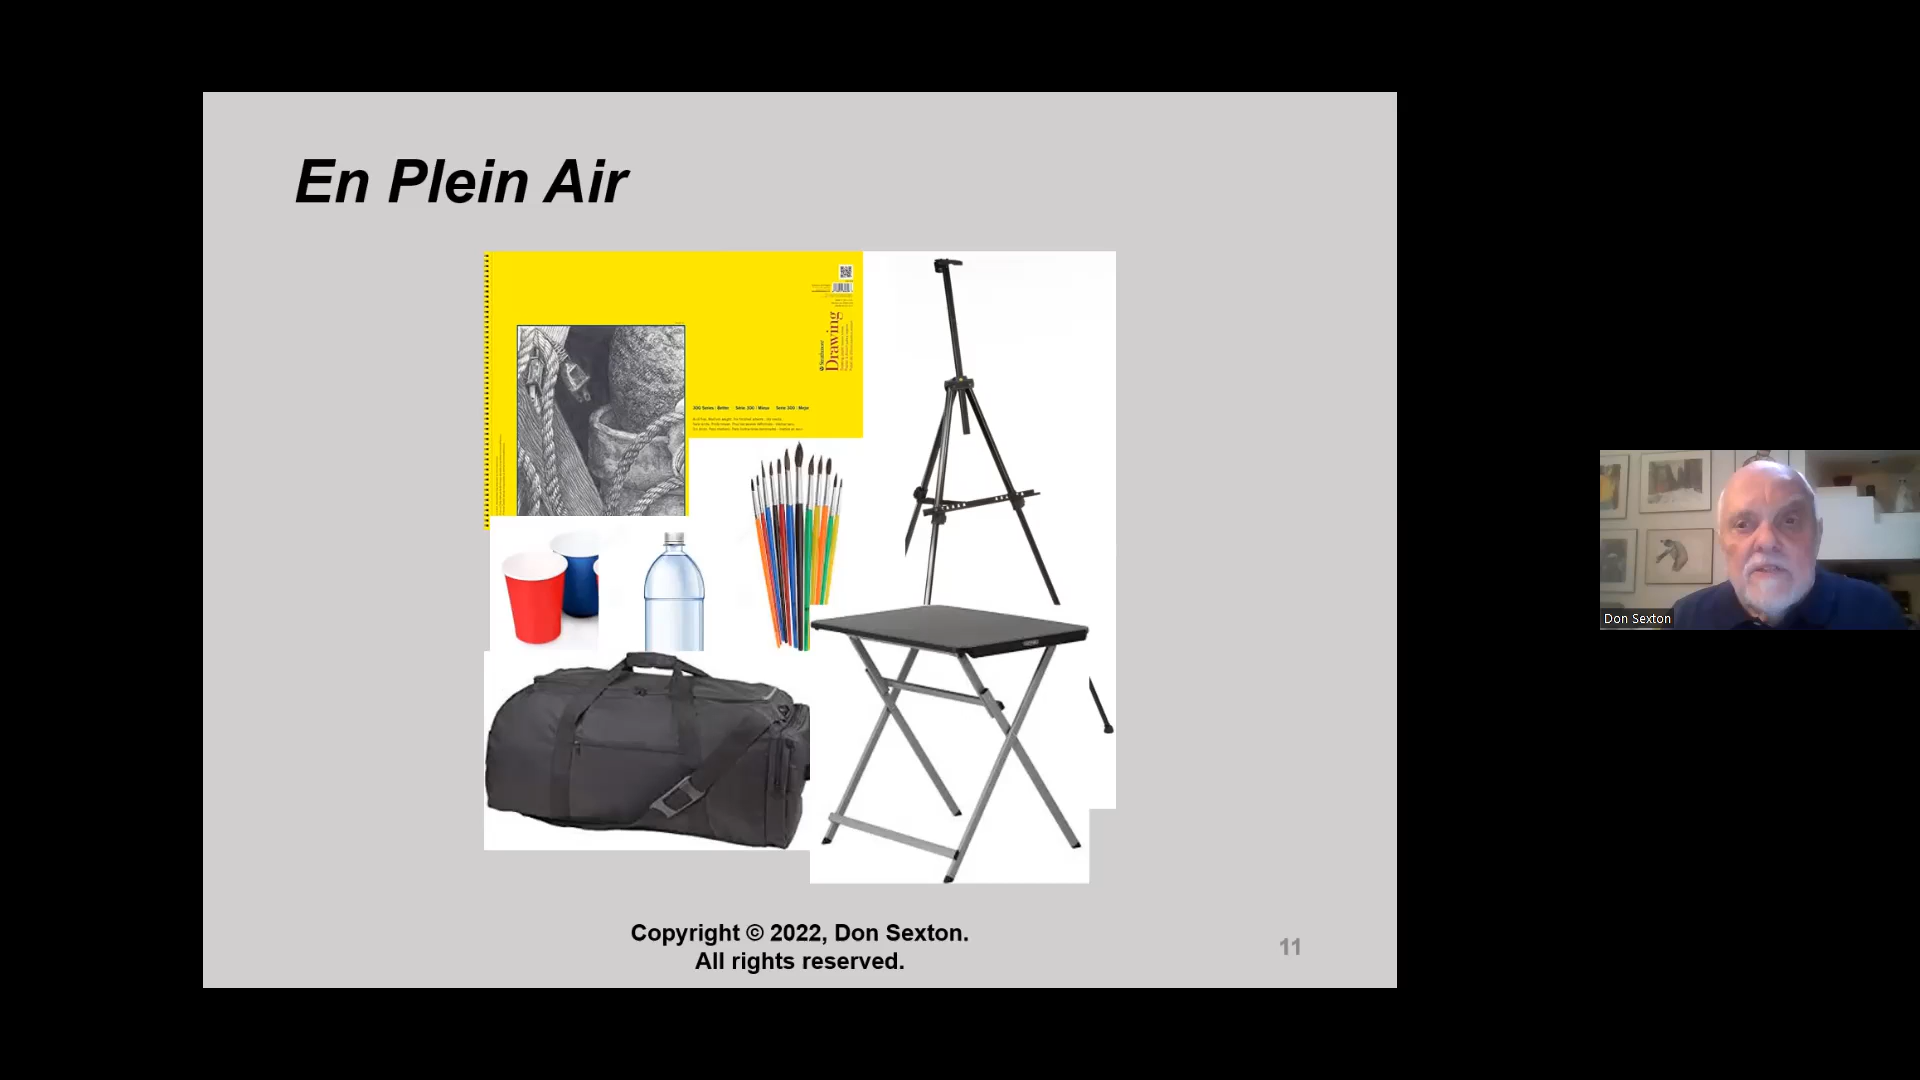 En Plein Air
Strathmore
Drawing
300 Series | Better Série 300 | Mieux Serie 300 | Mejor
Don Sexton
Copyright © 2022, Don Sexton.
All rights reserved.
11